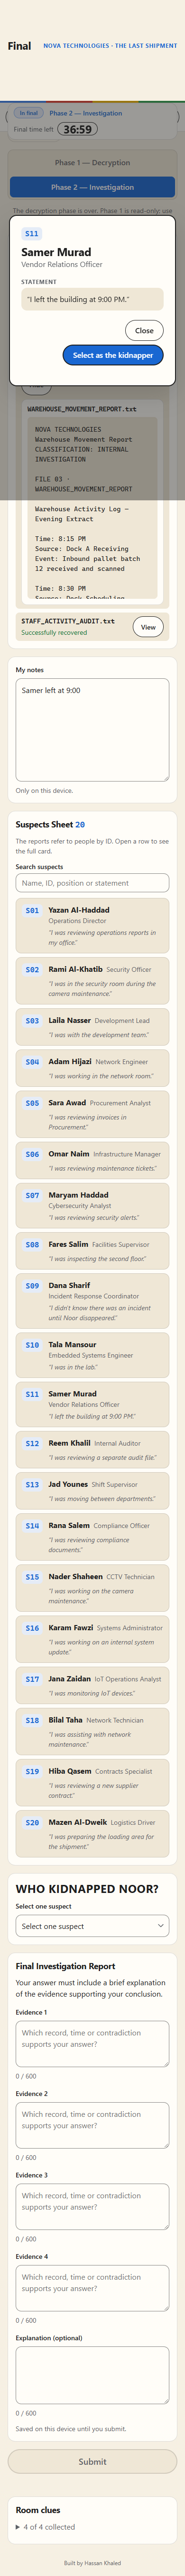 Final
NOVA TECHNOLOGIES · THE LAST SHIPMENT
In final
Phase 2 — Investigation
Final time left
36:59
Phase 1 — Decryption
Phase 2 — Investigation
The decryption phase is over. Phase 1 is read-only: use
S11
Samer Murad
Vendor Relations Officer
STATEMENT
"I left the building at 9:00 PM."
Close
Select as the kidnapper
WAREHOUSE_MOVEMENT_REPORT.txt
NOVA TECHNOLOGIES
Warehouse Movement Report
CLASSIFICATION: INTERNAL
INVESTIGATION
FILE 03 -
WAREHOUSE_MOVEMENT_REPORT
Warehouse Activity Log —
Evening Extract
Time: 8:15 PM
Source: Dock A Receiving
Event: Inbound pallet batch
12 received and scanned
Time: 8:30 PM
Source: Dock Scheduling
STAFF_ACTIVITY_AUDIT.txt
Successfully recovered
View
My notes
Samer left at 9:00
Only on this device.
Suspects Sheet 20
The reports refer to people by ID. Open a row to see
the full card.
Search suspects
Name, ID, position or statement
S01
Yazan Al-Haddad
Operations Director
"I was reviewing operations reports in
my office."
S02
Rami Al-Khatib Security Officer
"I was in the security room during the
camera maintenance."
S03
Laila Nasser Development Lead
"I was with the development team."
S04
Adam Hijazi Network Engineer
"I was working in the network room."
S05
Sara Awad Procurement Analyst
"I was reviewing invoices in
Procurement."
S06
Omar Naim Infrastructure Manager
"I was reviewing maintenance tickets."
S07
Maryam Haddad
Cybersecurity Analyst
"I was reviewing security alerts."
S08
Fares Salim Facilities Supervisor
"I was inspecting the second floor."
S09
Dana Sharif
Incident Response Coordinator
"I didn't know there was an incident
until Noor disappeared."
S10
Tala Mansour
Embedded Systems Engineer
"I was in the lab."
S11
Samer Murad
Vendor Relations Officer
"I left the building at 9:00 PM."
S12
Reem Khalil Internal Auditor
"I was reviewing a separate audit file."
S13
Jad Younes Shift Supervisor
"I was moving between departments."
S14
Rana Salem Compliance Officer
"I was reviewing compliance
documents."
S15
Nader Shaheen CCTV Technician
"I was working on the camera
maintenance."
S16
Karam Fawzi Systems Administrator
"I was working on an internal system
update."
S17
Jana Zaidan IoT Operations Analyst
"I was monitoring IoT devices."
S18
Bilal Taha Network Technician
"I was assisting with network
maintenance."
S19
Hiba Qasem Contracts Specialist
"I was reviewing a new supplier
contract."
S20
Mazen Al-Dweik Logistics Driver
"I was preparing the loading area for
the shipment."
WHO KIDNAPPED NOOR?
Select one suspect
Select one suspect
Final Investigation Report
Your answer must include a brief explanation
of the evidence supporting your conclusion.
Evidence 1
Which record, time or contradiction
supports your answer?
0 / 600
Evidence 2
Which record, time or contradiction
supports your answer?
0 / 600
Evidence 3
Which record, time or contradiction
supports your answer?
0 / 600
Evidence 4
Which record, time or contradiction
supports your answer?
0 / 600
Explanation (optional)
0 / 600
Saved on this device until you submit.
Submit
Room clues
4 of 4 collected
Built by Hassan Khaled